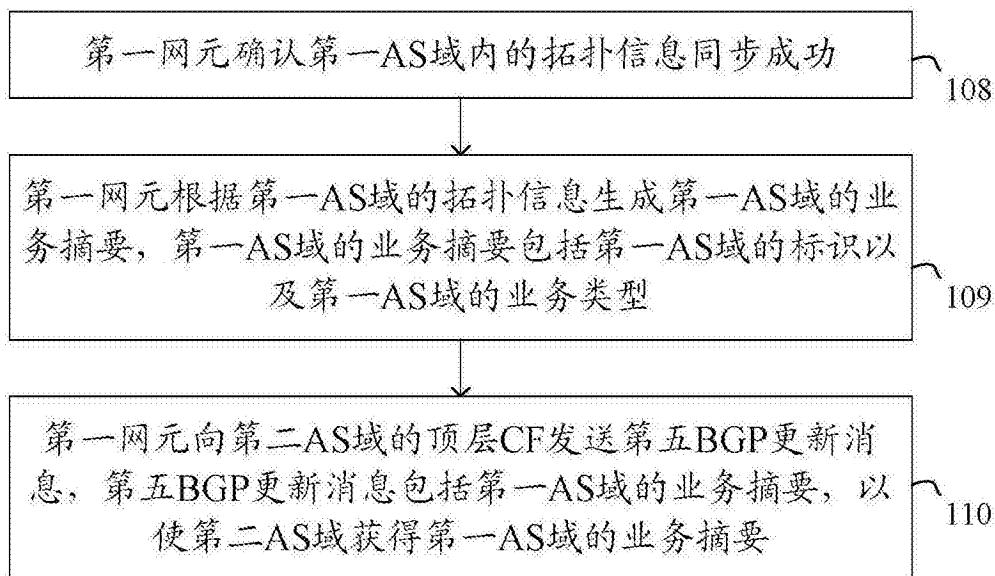 第一网元确认第一AS域内的拓扑信息同步成功
108
第一网元根据第一AS域的拓扑信息生成第一AS域的业
务摘要，第一AS域的业务摘要包括第一AS域的标识以
及第一AS域的业务类型
109
第一网元向第二AS域的顶层CF发送第五BGP更新消
息，第五BGP更新消息包括第一AS域的业务摘要，以
使第二AS域获得第一AS域的业务摘要
110